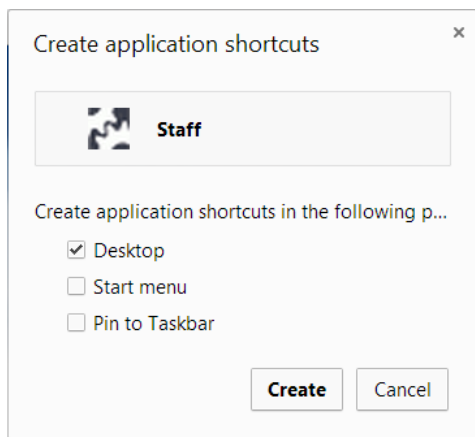 Create application shortcuts
Staff
Create application shortcuts in the following p...
Desktop
Start menu
Pin to Taskbar
Create Cancel